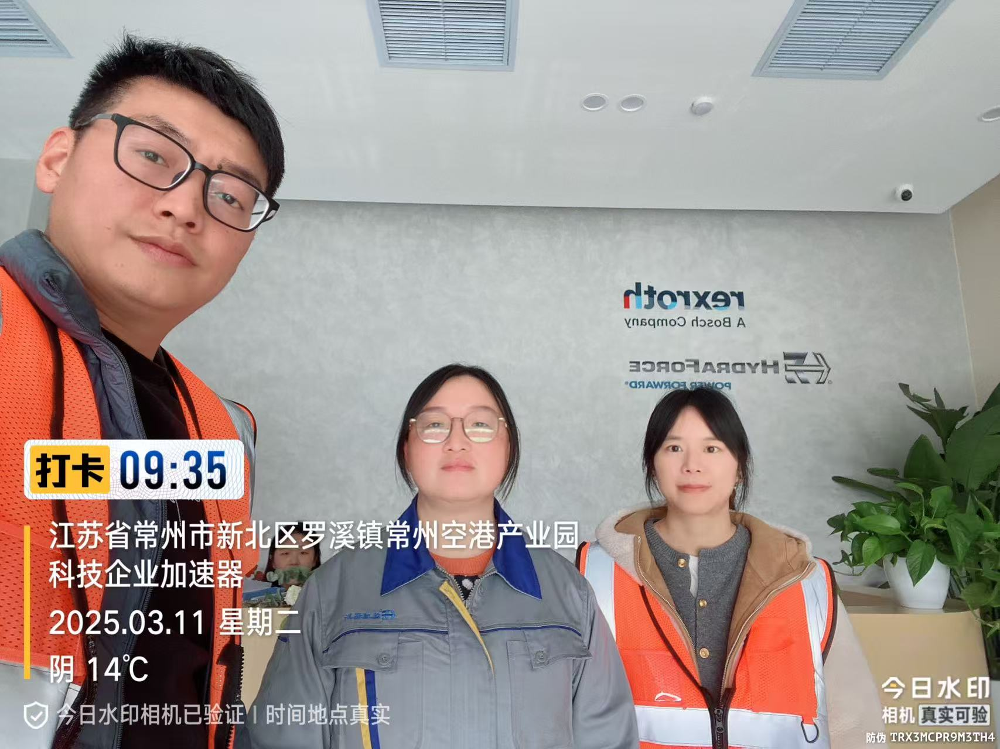 rexroth
A Bosch Company
HYDRAFORCE
POWER FORWARD®
打卡 09:35
江苏省常州市新北区罗溪镇常州空港产业园
科技企业加速器
2025.03.11 星期二
阴 14℃
今日水印相机已验证 | 时间地点真实
今日水印
相机 真实可验
防伪 TRX3MCPR9M3TH4